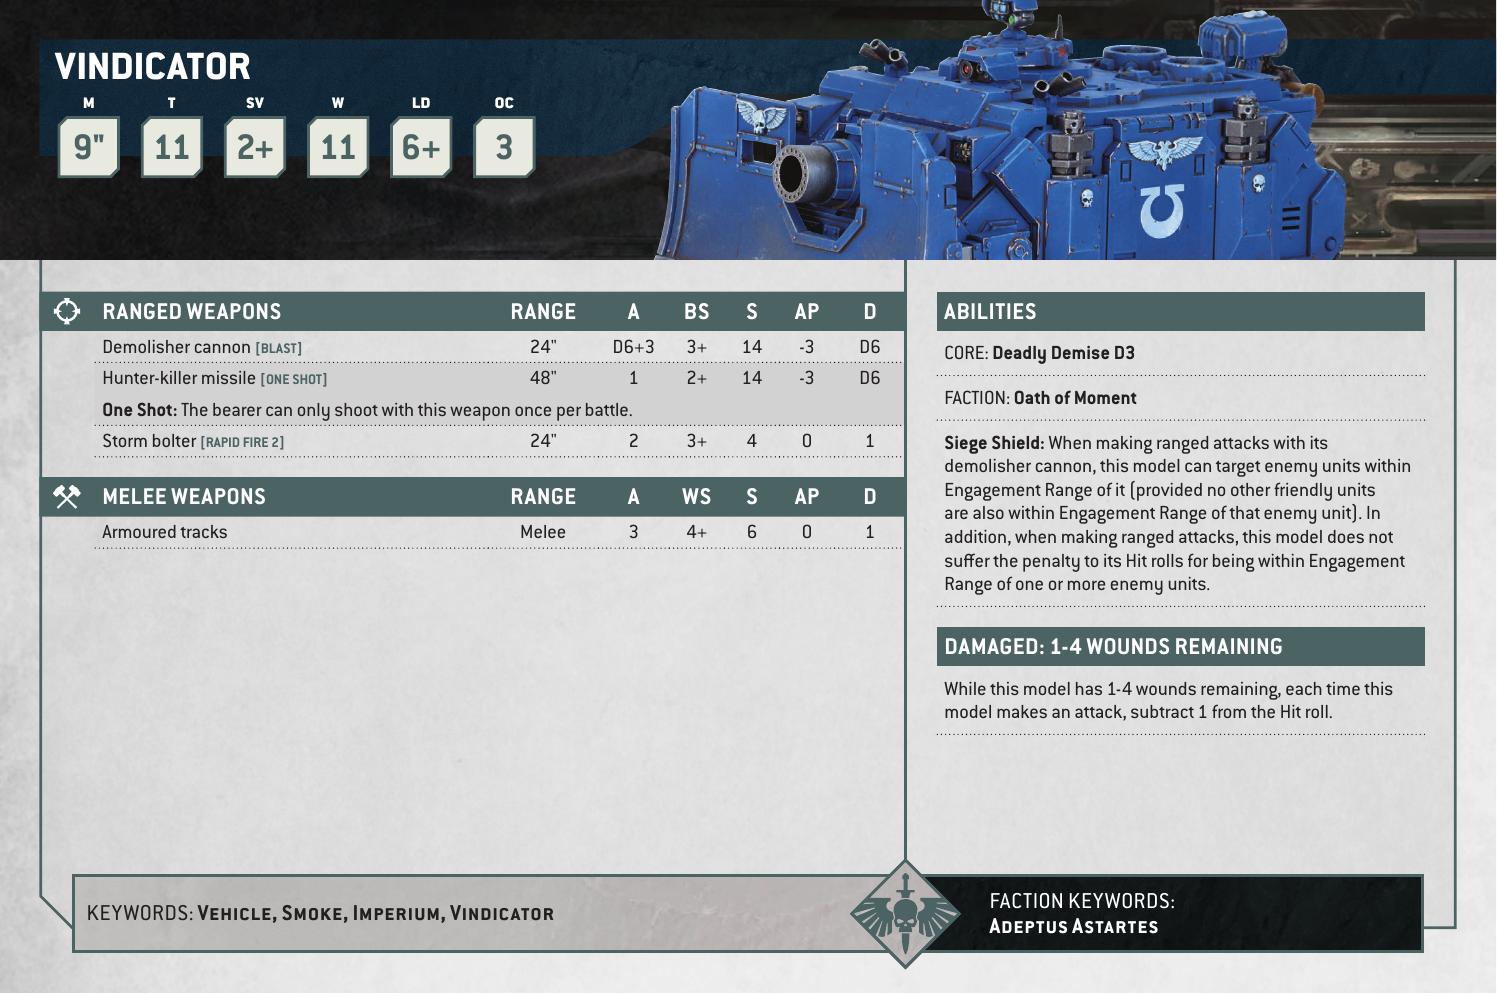 VINDICATOR
M T SV W LD OC
9" 11 2+ 11 6+ 3
RANGED WEAPONS RANGE A BS S AP D
Demolisher cannon [BLAST] 24" D6+3 3+ 14 -3 D6
Hunter-killer missile [ONE SHOT] 48" 1 2+ 14 -3 D6
One Shot: The bearer can only shoot with this weapon once per battle.
Storm bolter [RAPID FIRE 2] 24" 2 3+ 4 0 1
MELEE WEAPONS RANGE A WS S AP D
Armoured tracks Melee 3 4+ 6 0 1
ABILITIES
CORE: Deadly Demise D3
FACTION: Oath of Moment
Siege Shield: When making ranged attacks with its
demolisher cannon, this model can target enemy units within
Engagement Range of it (provided no other friendly units
are also within Engagement Range of that enemy unit). In
addition, when making ranged attacks, this model does not
suffer the penalty to its Hit rolls for being within Engagement
Range of one or more enemy units.
DAMAGED: 1-4 WOUNDS REMAINING
While this model has 1-4 wounds remaining, each time this
model makes an attack, subtract 1 from the Hit roll.
KEYWORDS: VEHICLE, SMOKE, IMPERIUM, VINDICATOR
FACTION KEYWORDS:
ADEPTUS ASTARTES